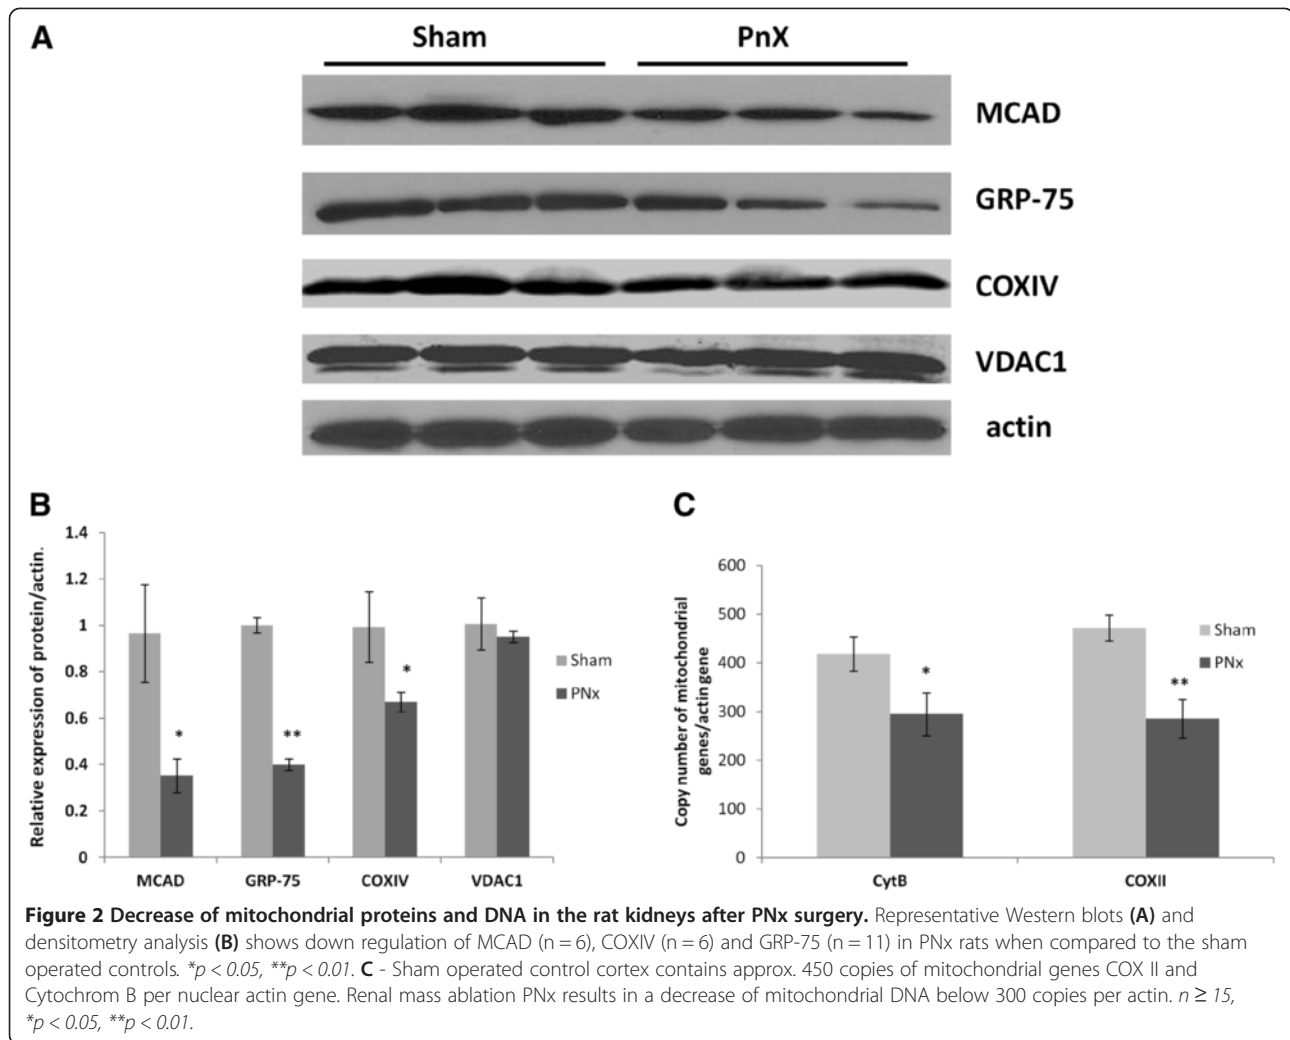 A
Sham
PnX
MCAD
GRP-75
COXIV
VDAC1
actin
B
Relative expression of protein/actin.
1.4
1.2
1
0.8
0.6
0.4
0.2
0
*
**
*
MCAD
GRP-75
COXIV
VDAC1
Sham
PNx
C
Copy number of mitochondrial
genes/actin gene
600
500
400
300
200
100
0
*
**
CytB
COXII
Sham
PNx
Figure 2 Decrease of mitochondrial proteins and DNA in the rat kidneys after PNx surgery. Representative Western blots (A) and
densitometry analysis (B) shows down regulation of MCAD (n = 6), COXIV (n = 6) and GRP-75 (n = 11) in PNx rats when compared to the sham
operated controls. *p < 0.05, **p < 0.01. C - Sham operated control cortex contains approx. 450 copies of mitochondrial genes COX II and
Cytochrom B per nuclear actin gene. Renal mass ablation PNx results in a decrease of mitochondrial DNA below 300 copies per actin. n ≥ 15,
*p < 0.05, **p < 0.01.